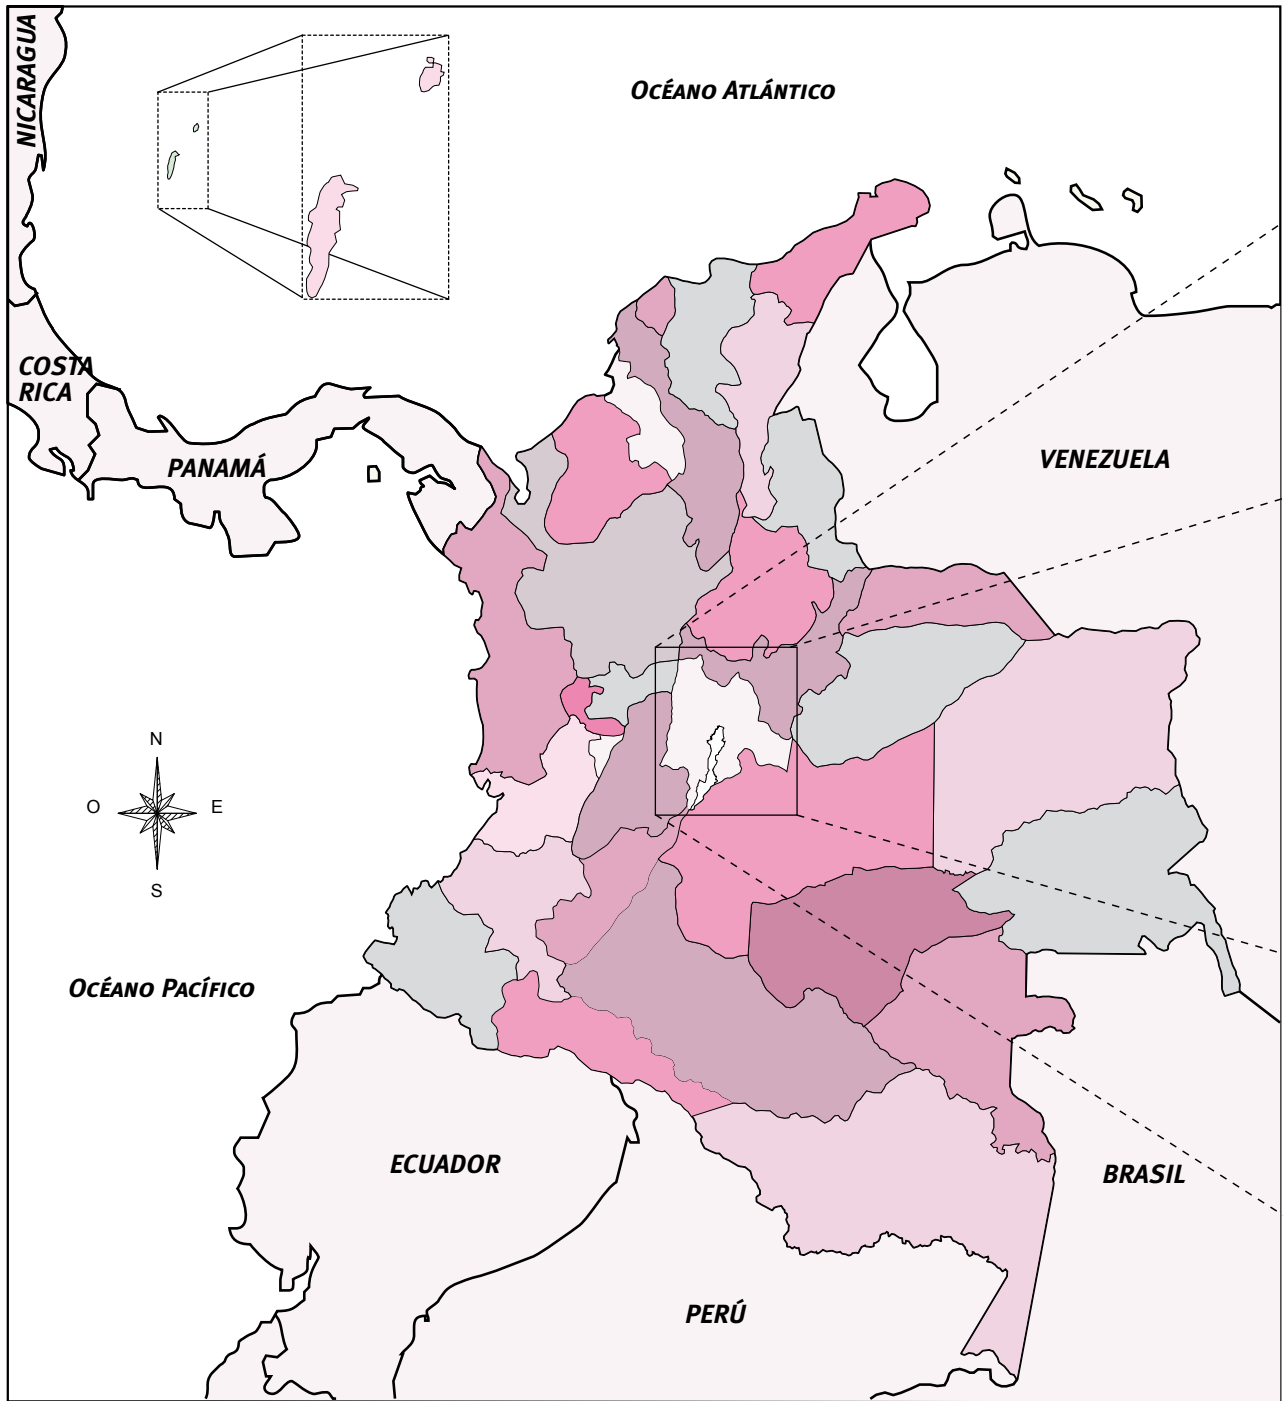 NICARAGUA
OCÉANO ATLÁNTICO
COSTA
RICA
PANAMÁ
VENEZUELA
N
O
E
S
OCÉANO PACÍFICO
ECUADOR
BRASIL
PERÚ